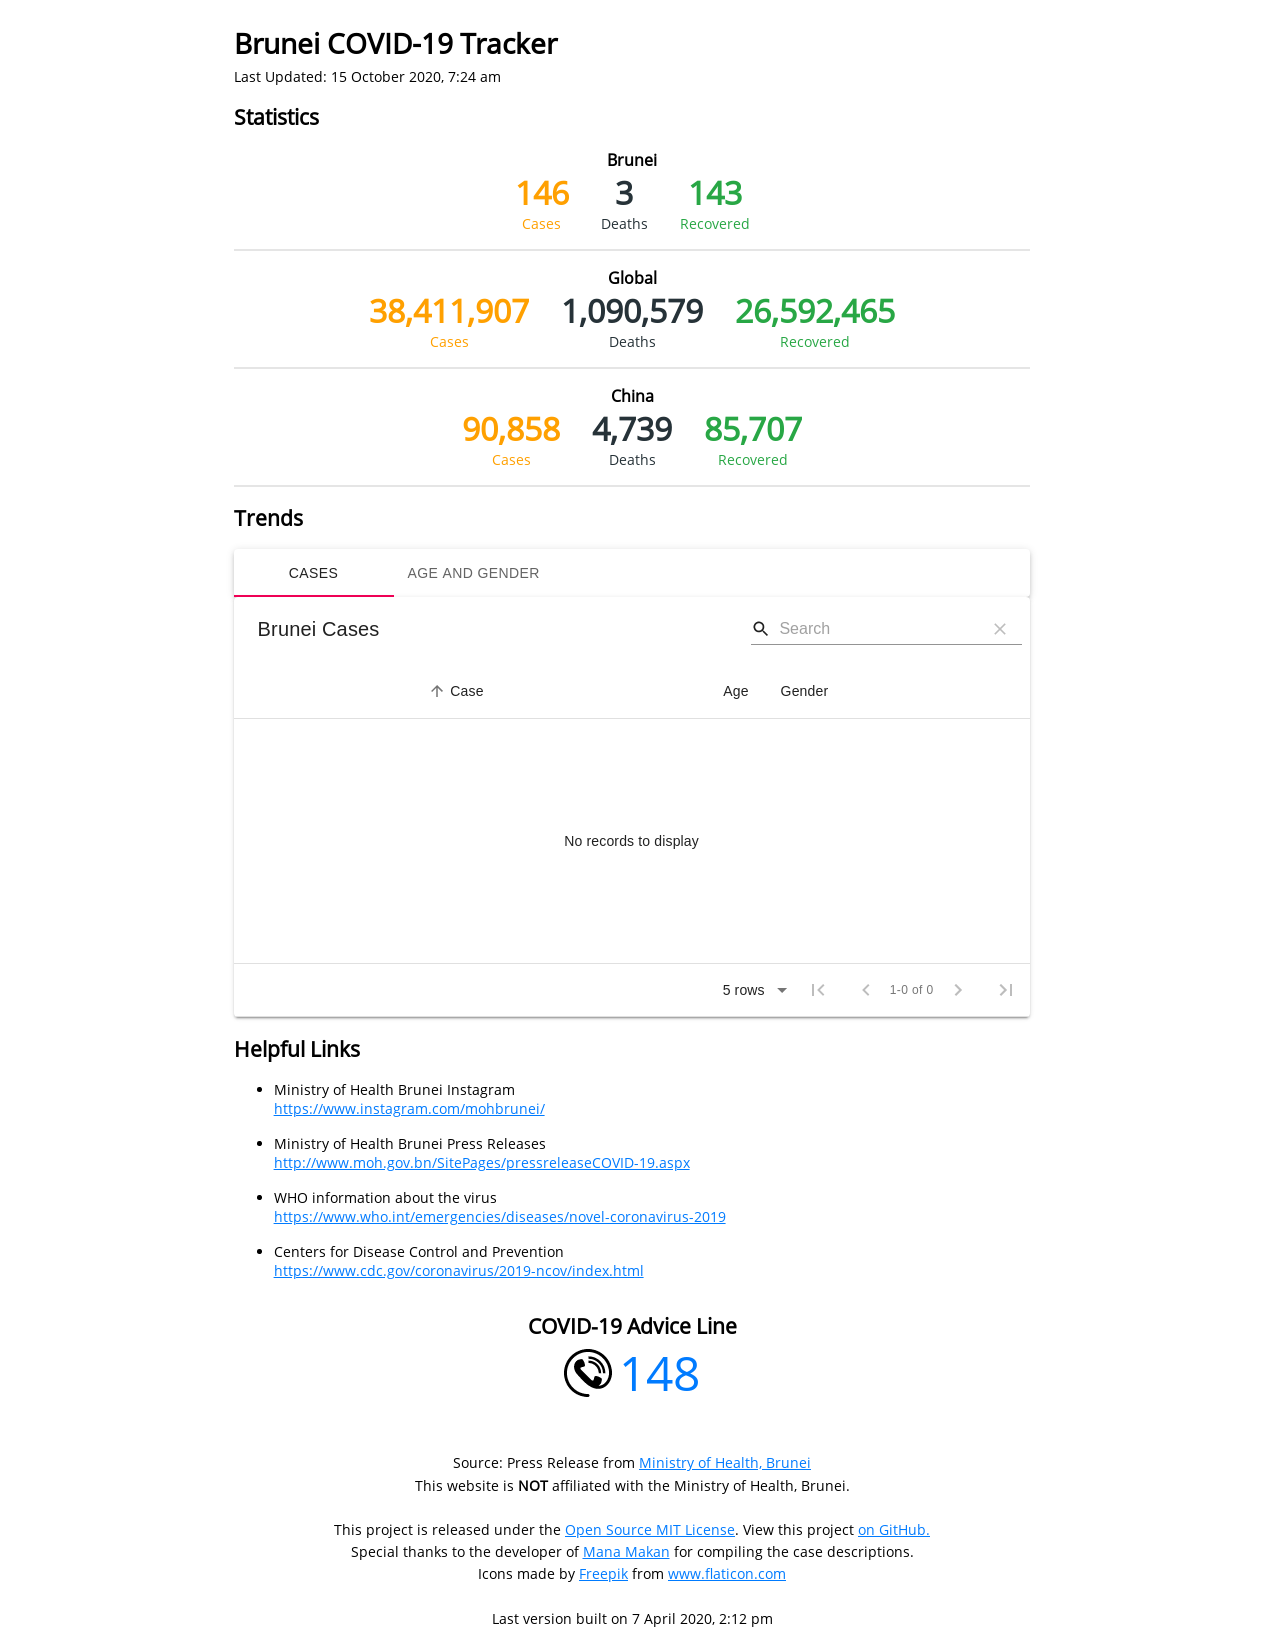 Brunei COVID-19 Tracker
Last Updated: 15 October 2020, 7:24 am
Statistics
Brunei
146 3 143
Cases Deaths Recovered
Global
38,411,907 1,090,579 26,592,465
Cases Deaths Recovered
China
90,858 4,739 85,707
Cases Deaths Recovered
Trends
CASES AGE AND GENDER
Brunei Cases Search
Case Age Gender
No records to display
5 rows 1-0 of 0
Helpful Links
Ministry of Health Brunei Instagram
https://www.instagram.com/mohbrunei/
Ministry of Health Brunei Press Releases
http://www.moh.gov.bn/SitePages/pressreleaseCOVID-19.aspx
WHO information about the virus
https://www.who.int/emergencies/diseases/novel-coronavirus-2019
Centers for Disease Control and Prevention
https://www.cdc.gov/coronavirus/2019-ncov/index.html
COVID-19 Advice Line
148
Source: Press Release from Ministry of Health, Brunei
This website is NOT affiliated with the Ministry of Health, Brunei.
This project is released under the Open Source MIT License. View this project on GitHub.
Special thanks to the developer of Mana Makan for compiling the case descriptions.
Icons made by Freepik from www.flaticon.com
Last version built on 7 April 2020, 2:12 pm